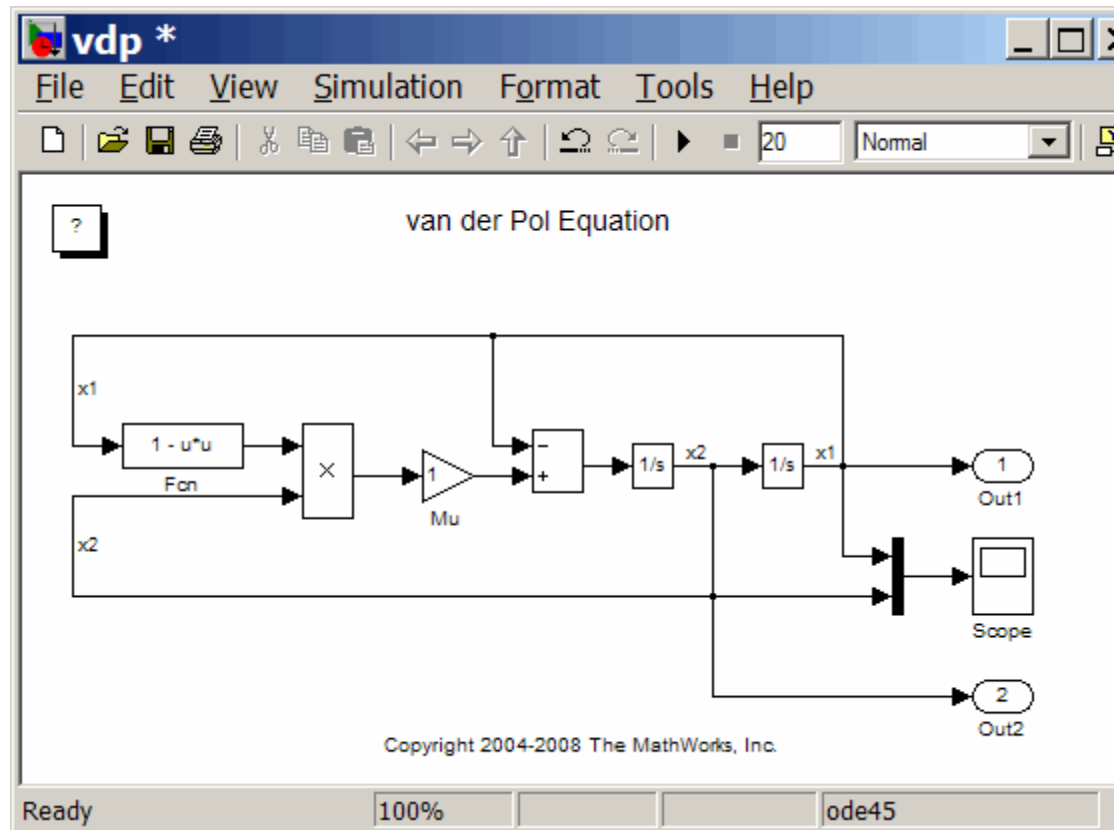 vdp *
File Edit View Simulation Format Tools Help
20 Normal
?
van der Pol Equation
x1
1 - u*u
Fcn
×
1
Mu
−
+
1/s
x2
1/s
x1
1
Out1
x2
Scope
2
Out2
Copyright 2004-2008 The MathWorks, Inc.
Ready 100% ode45